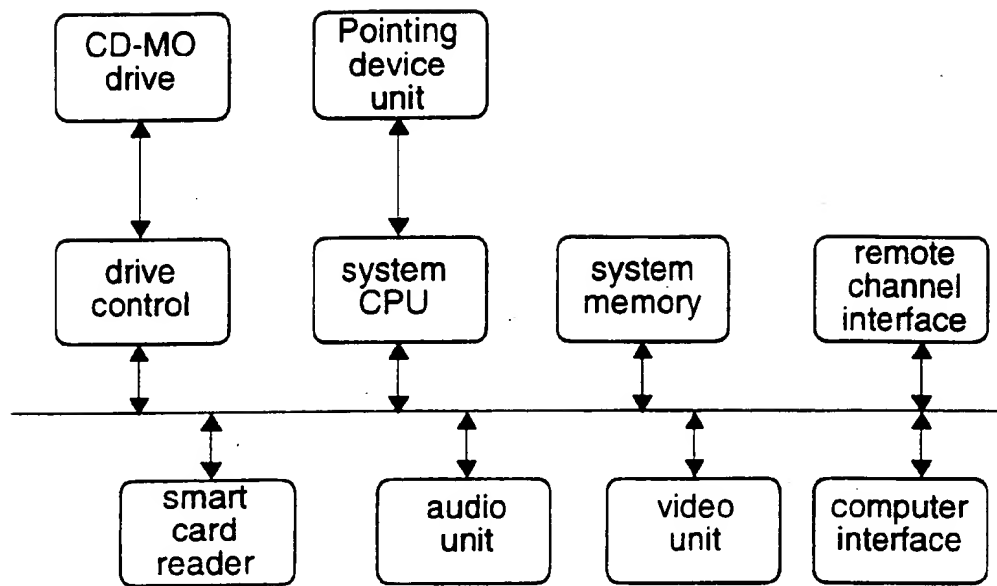 CD-MO
drive
Pointing
device
unit
drive
control
system
CPU
system
memory
remote
channel
interface
smart
card
reader
audio
unit
video
unit
computer
interface